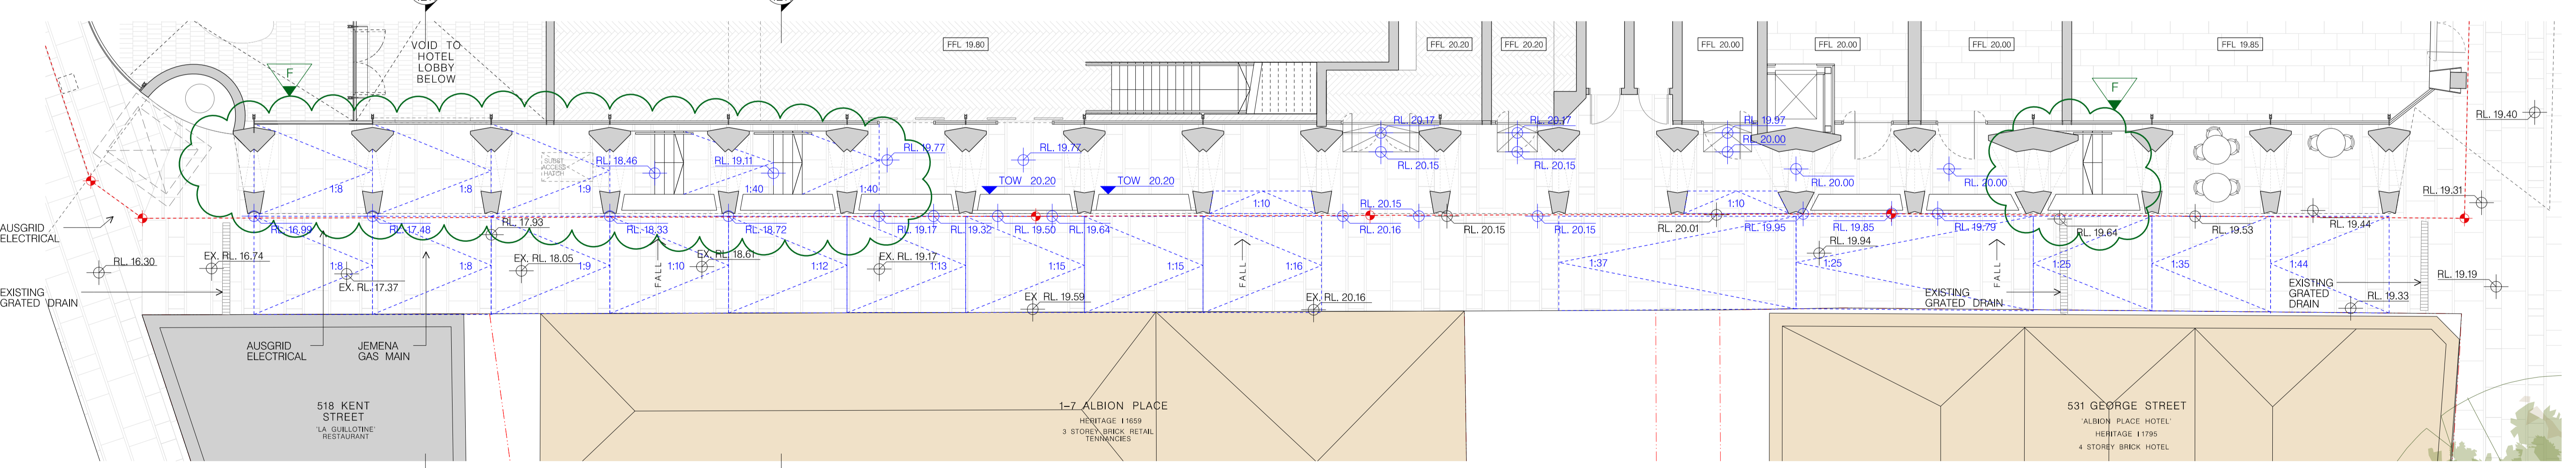 FFL 19.80
FFL 20.20
FFL 20.20
FFL 20.00
FFL 20.00
FFL 20.00
FFL 19.85
VOID TO
HOTEL
LOBBY
BELOW
F
F
RL. 19.40
RL. 20.17
RL. 20.17
RL. 19.97
RL. 20.00
RL. 19.77
RL. 19.77
RL. 18.46
RL. 19.11
RL. 20.15
RL. 20.15
ACCESS
HATCH
1:8
1:8
1:9
1:40
1:40
TOW 20.20
TOW 20.20
RL. 20.00
RL. 20.00
RL. 19.31
1:10
1:10
RL. 20.15
AUSGRID
ELECTRICAL
RL. 16.99
RL. 17.48
RL. 17.93
RL. 18.33
RL. 18.72
RL. 19.17
RL. 19.32
RL. 19.50
RL. 19.64
RL. 20.16
RL. 20.15
RL. 20.15
RL. 20.01
RL. 19.95
RL. 19.85
RL. 19.79
RL. 19.64
RL. 19.53
RL. 19.44
RL. 19.94
RL. 16.30
EX. RL. 16.74
EX. RL. 17.37
EX. RL. 18.05
EX. RL. 18.61
EX. RL. 19.17
EX. RL. 19.59
EX. RL. 20.16
1:8
1:8
1:9
FALL
1:10
1:12
1:13
1:15
1:15
FALL
1:16
1:37
1:25
FALL
1:25
1:35
1:44
RL. 19.19
RL. 19.33
EXISTING
GRATED DRAIN
EXISTING
GRATED DRAIN
EXISTING
GRATED
DRAIN
AUSGRID
ELECTRICAL
JEMENA
GAS MAIN
518 KENT
STREET
'LA GUILLOTINE'
RESTAURANT
1-7 ALBION PLACE
HERITAGE I 1659
3 STOREY BRICK RETAIL
TENNANCIES
531 GEORGE STREET
'ALBION PLACE HOTEL'
HERITAGE I 1795
4 STOREY BRICK HOTEL